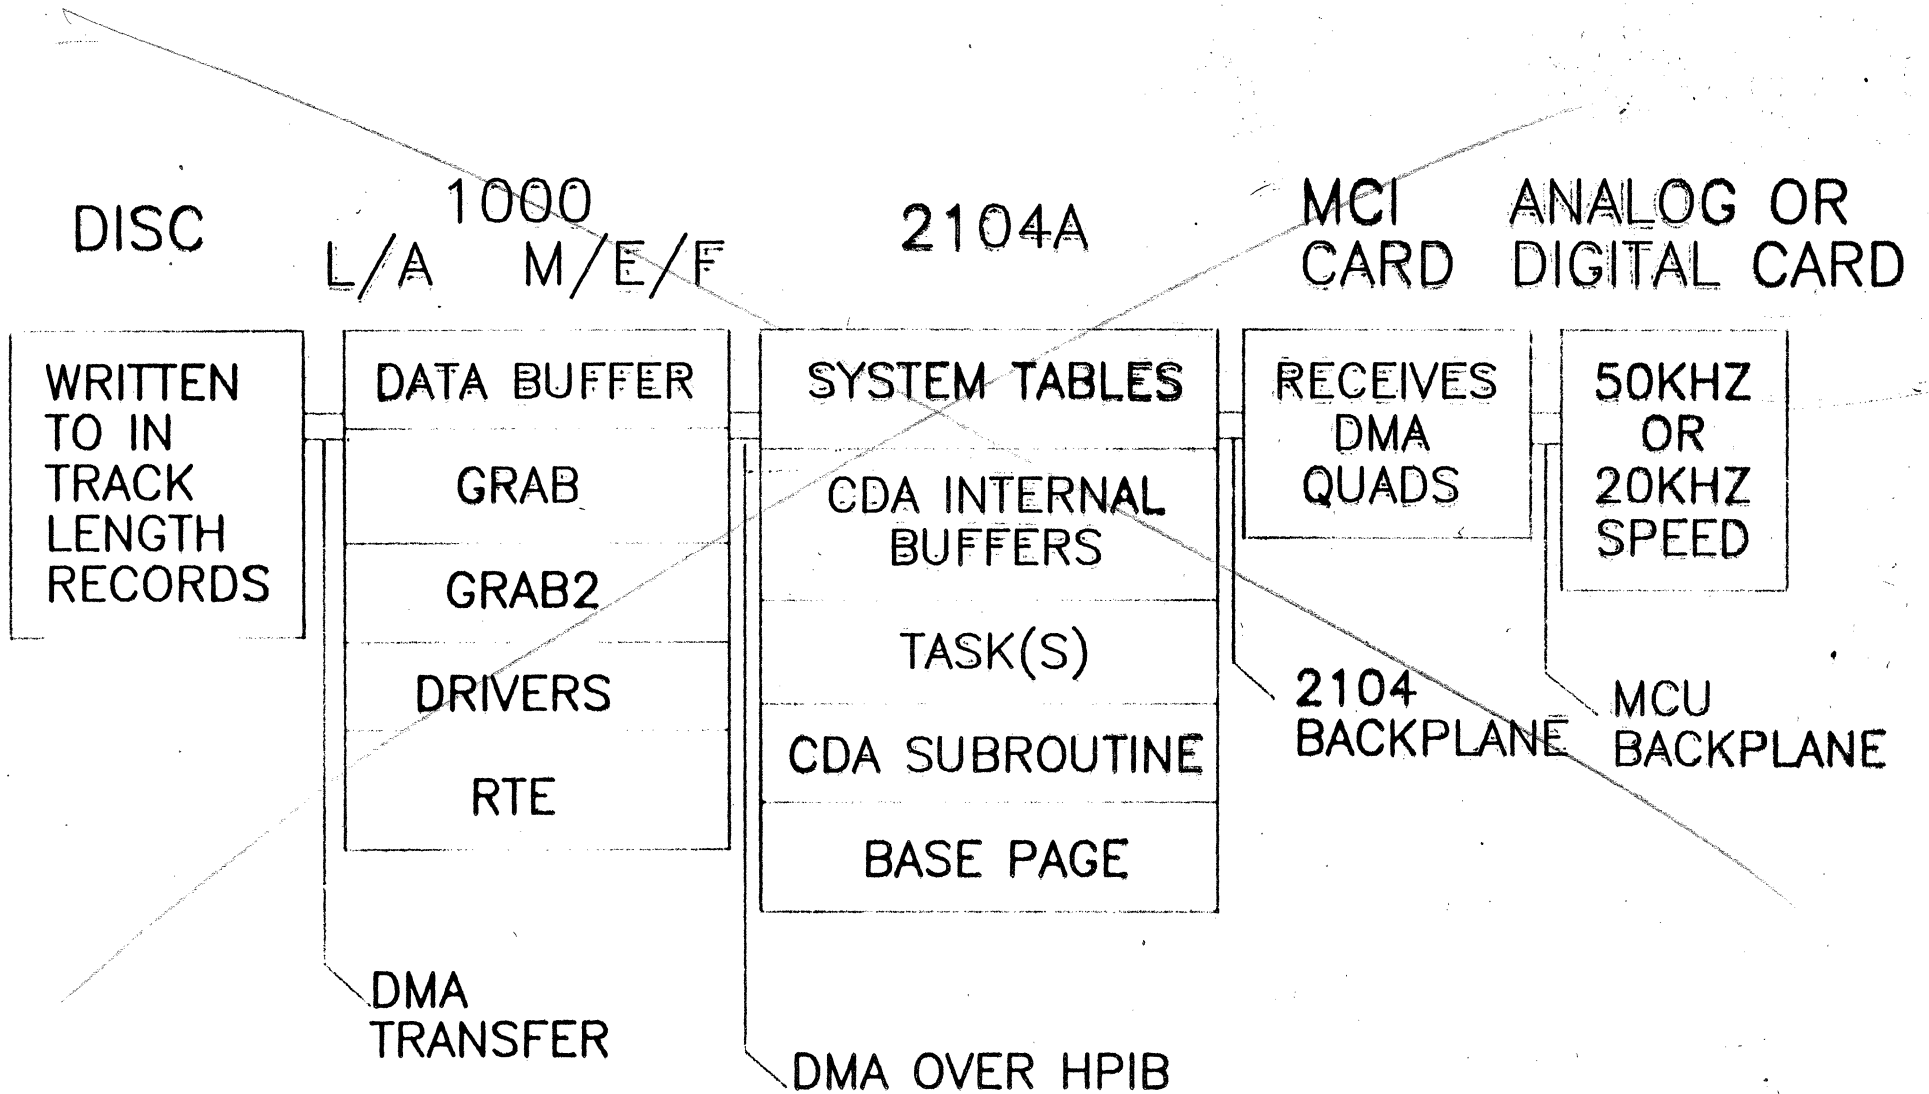 DISC
1000
L/A M/E/F
2104A
MCI
CARD
ANALOG OR
DIGITAL CARD
WRITTEN
TO IN
TRACK
LENGTH
RECORDS
DATA BUFFER
GRAB
GRAB2
DRIVERS
RTE
SYSTEM TABLES
CDA INTERNAL
BUFFERS
TASK(S)
CDA SUBROUTINE
BASE PAGE
RECEIVES
DMA
QUADS
50KHZ
OR
20KHZ
SPEED
DMA
TRANSFER
DMA OVER HPIB
2104
BACKPLANE
MCU
BACKPLANE